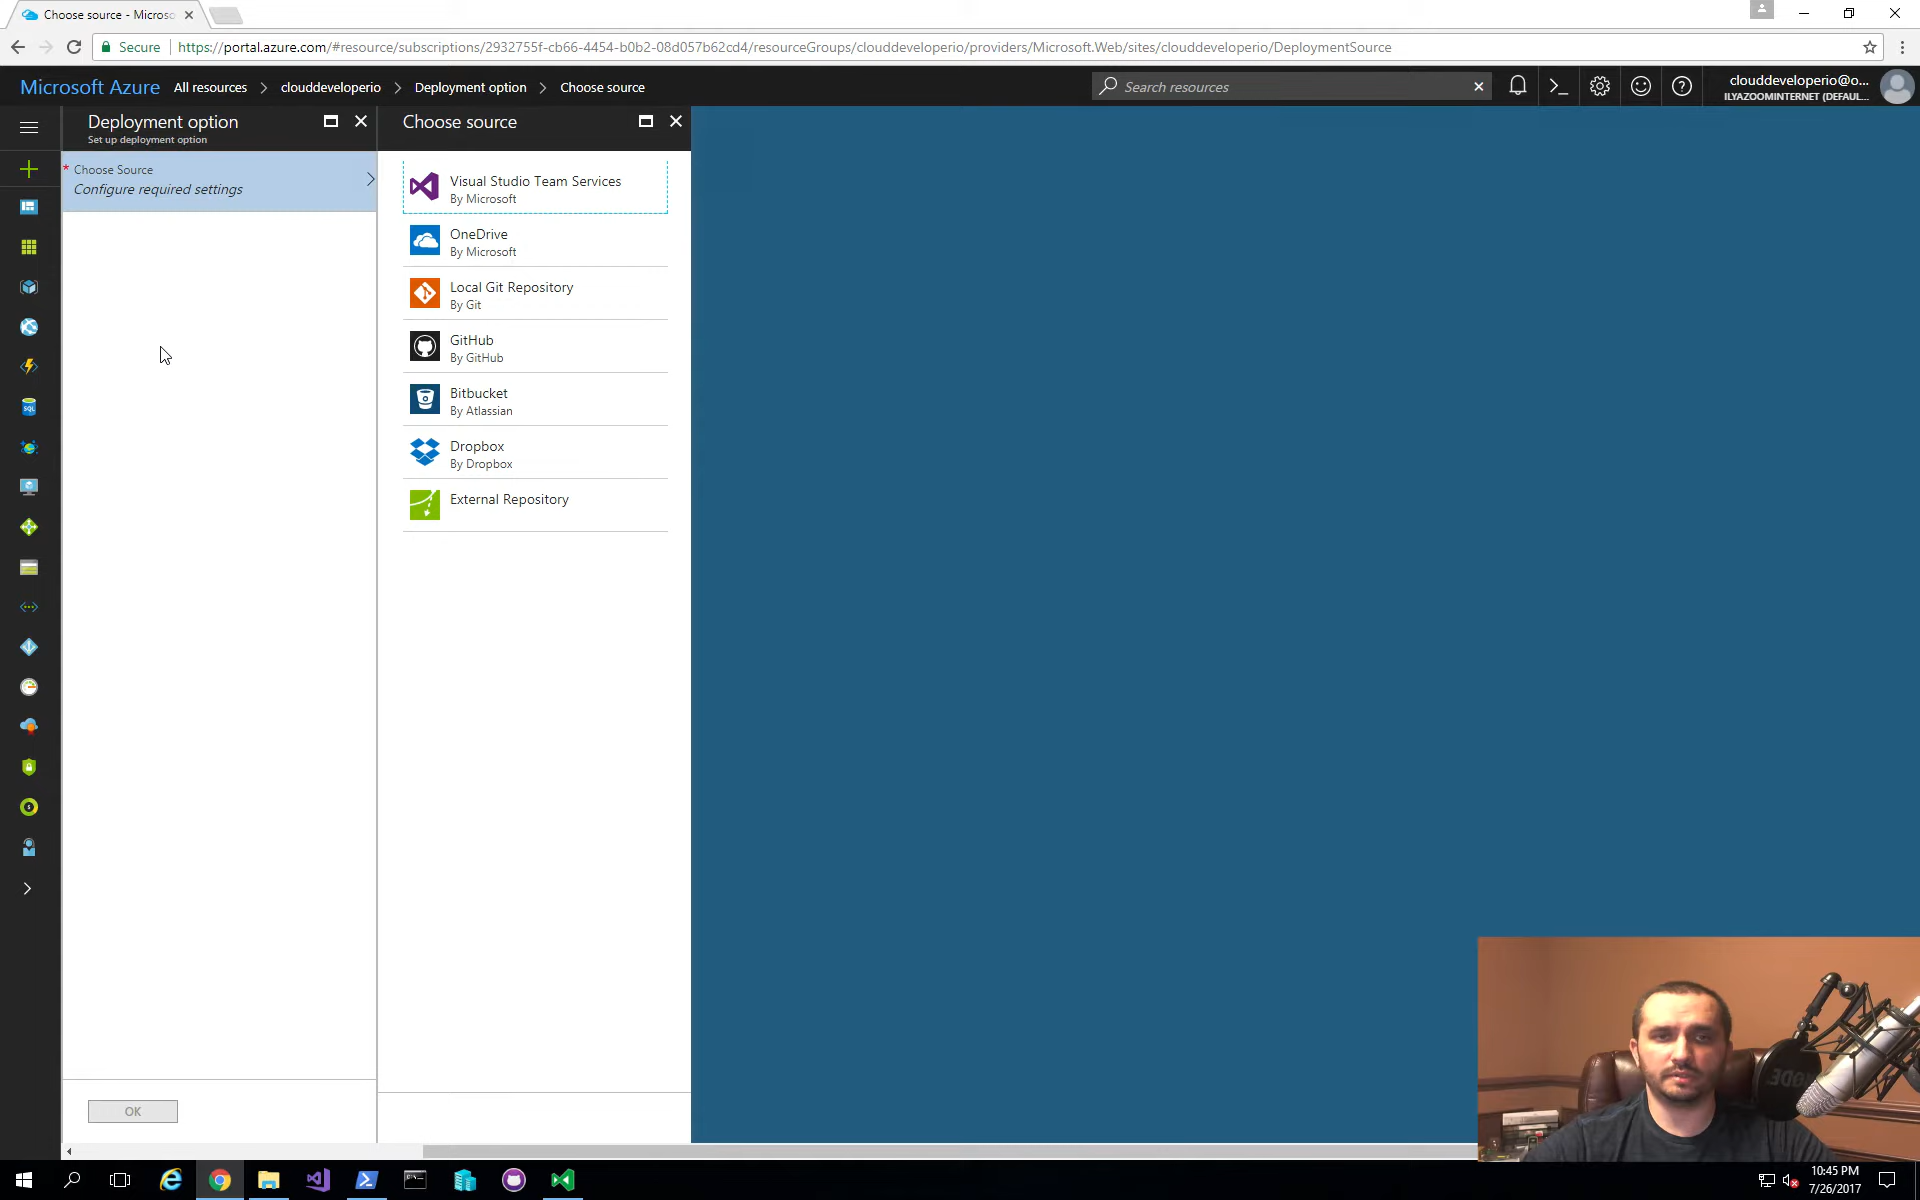 Choose source - Microso
Secure
https://portal.azure.com/#resource/subscriptions/2932755f-cb66-4454-b0b2-08d057b62cd4/resourceGroups/clouddeveloperio/providers/Microsoft.Web/sites/clouddeveloperio/DeploymentSource
Microsoft Azure
All resources
clouddeveloperio
Deployment option
Choose source
Search resources
clouddeveloperio@o...
ILYAZOOMINTERNET (DEFAUL...
Deployment option
Set up deployment option
* Choose Source
Configure required settings
OK
Choose source
Visual Studio Team Services
By Microsoft
OneDrive
By Microsoft
Local Git Repository
By Git
GitHub
By GitHub
Bitbucket
By Atlassian
Dropbox
By Dropbox
External Repository
SQL
10:45 PM
7/26/2017